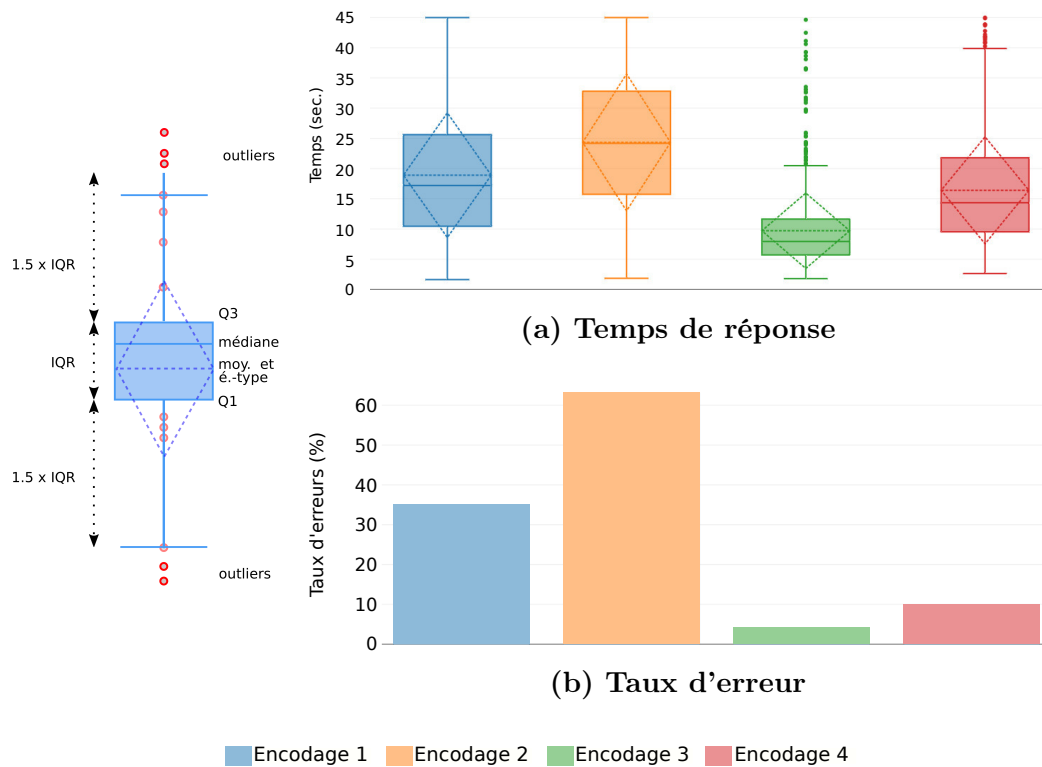 outliers
1.5 x IQR
Q3
médiane
IQR
moy. et
é.-type
Q1
1.5 x IQR
outliers
Temps (sec.)
45
40
35
30
25
20
15
10
5
0
(a) Temps de réponse
Taux d'erreurs (%)
60
50
40
30
20
10
0
(b) Taux d'erreur
Encodage 1
Encodage 2
Encodage 3
Encodage 4